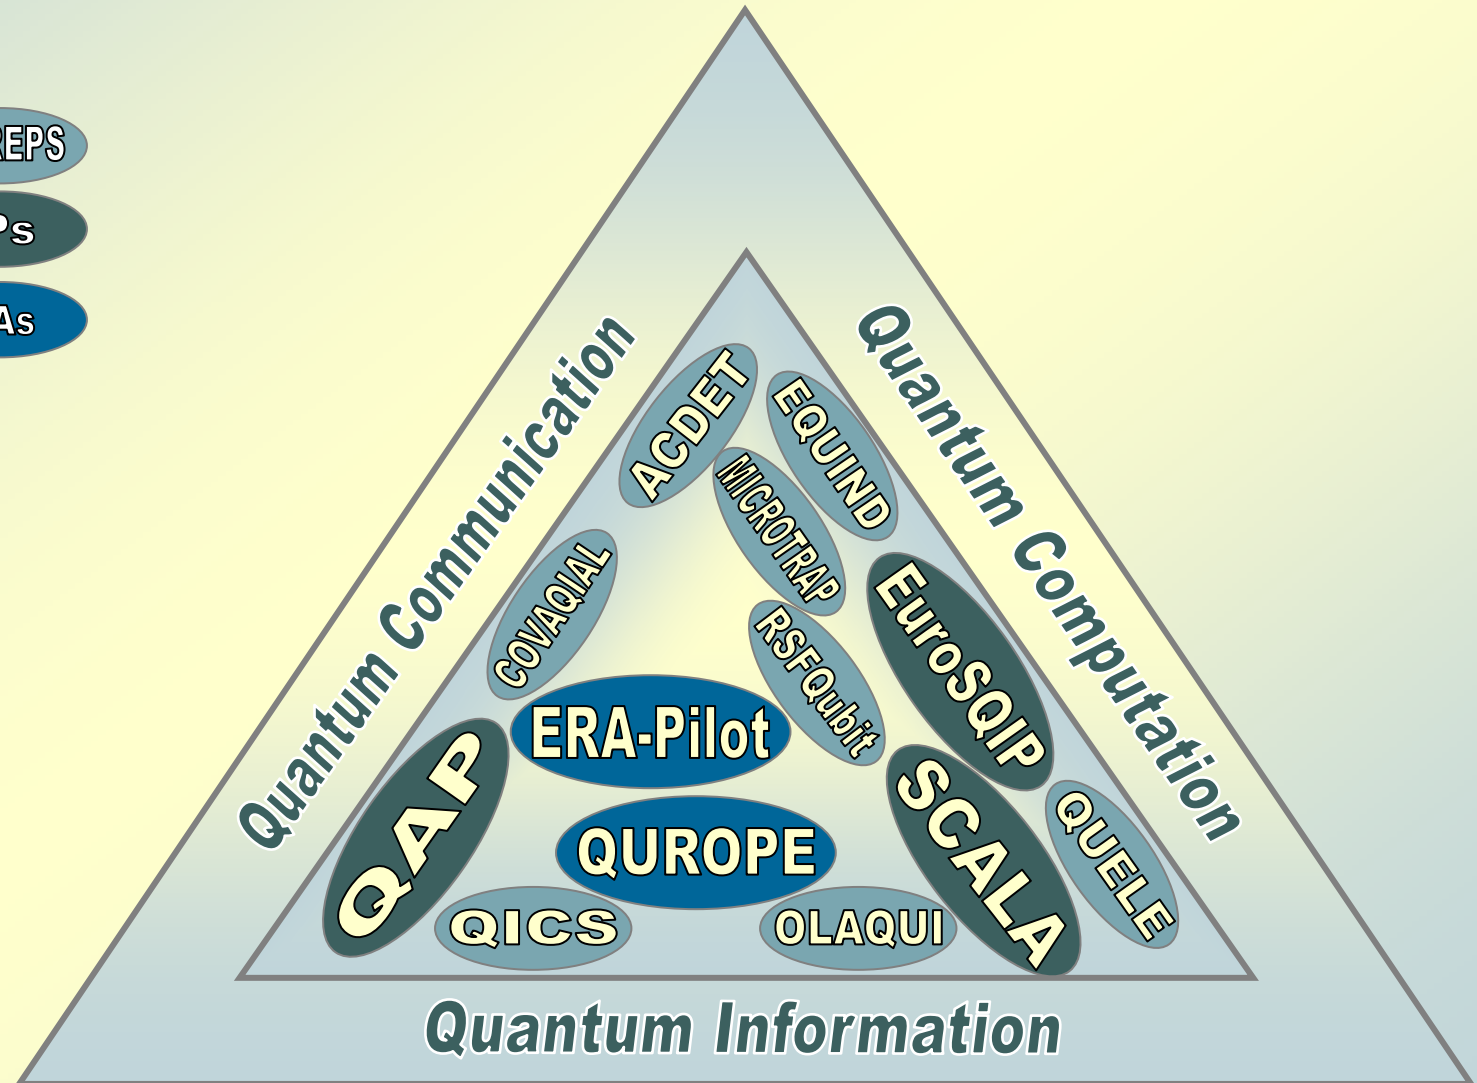 REPS
Ps
As
Quantum Communication
Quantum Computation
ACDET
EQUIND
MICROTRAP
COVAQIAL
EuroSQIP
RSFQubit
ERA-Pilot
QAP
SCALA
QUELE
QUROPE
QICS
OLAQUI
Quantum Information